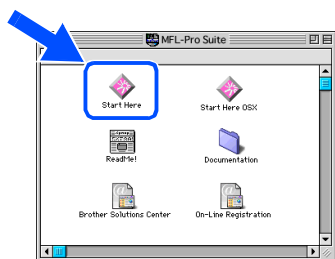 MFL-Pro Suite
Start Here
Start Here OSX
ReadMe!
Documentation
Brother Solutions Center
On-Line Registration